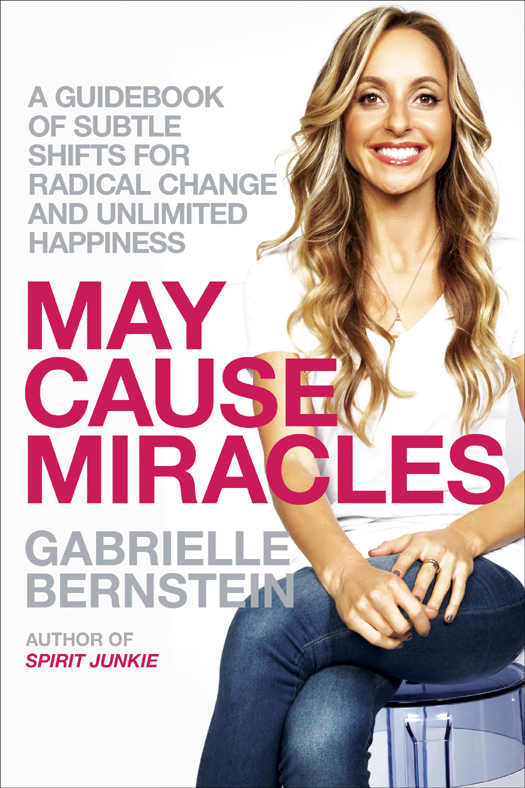 A GUIDEBOOK
OF SUBTLE
SHIFTS FOR
RADICAL CHANGE
AND UNLIMITED
HAPPINESS
MAY
CAUSE
MIRACLES
GABRIELLE
BERNSTEIN
AUTHOR OF
SPIRIT JUNKIE